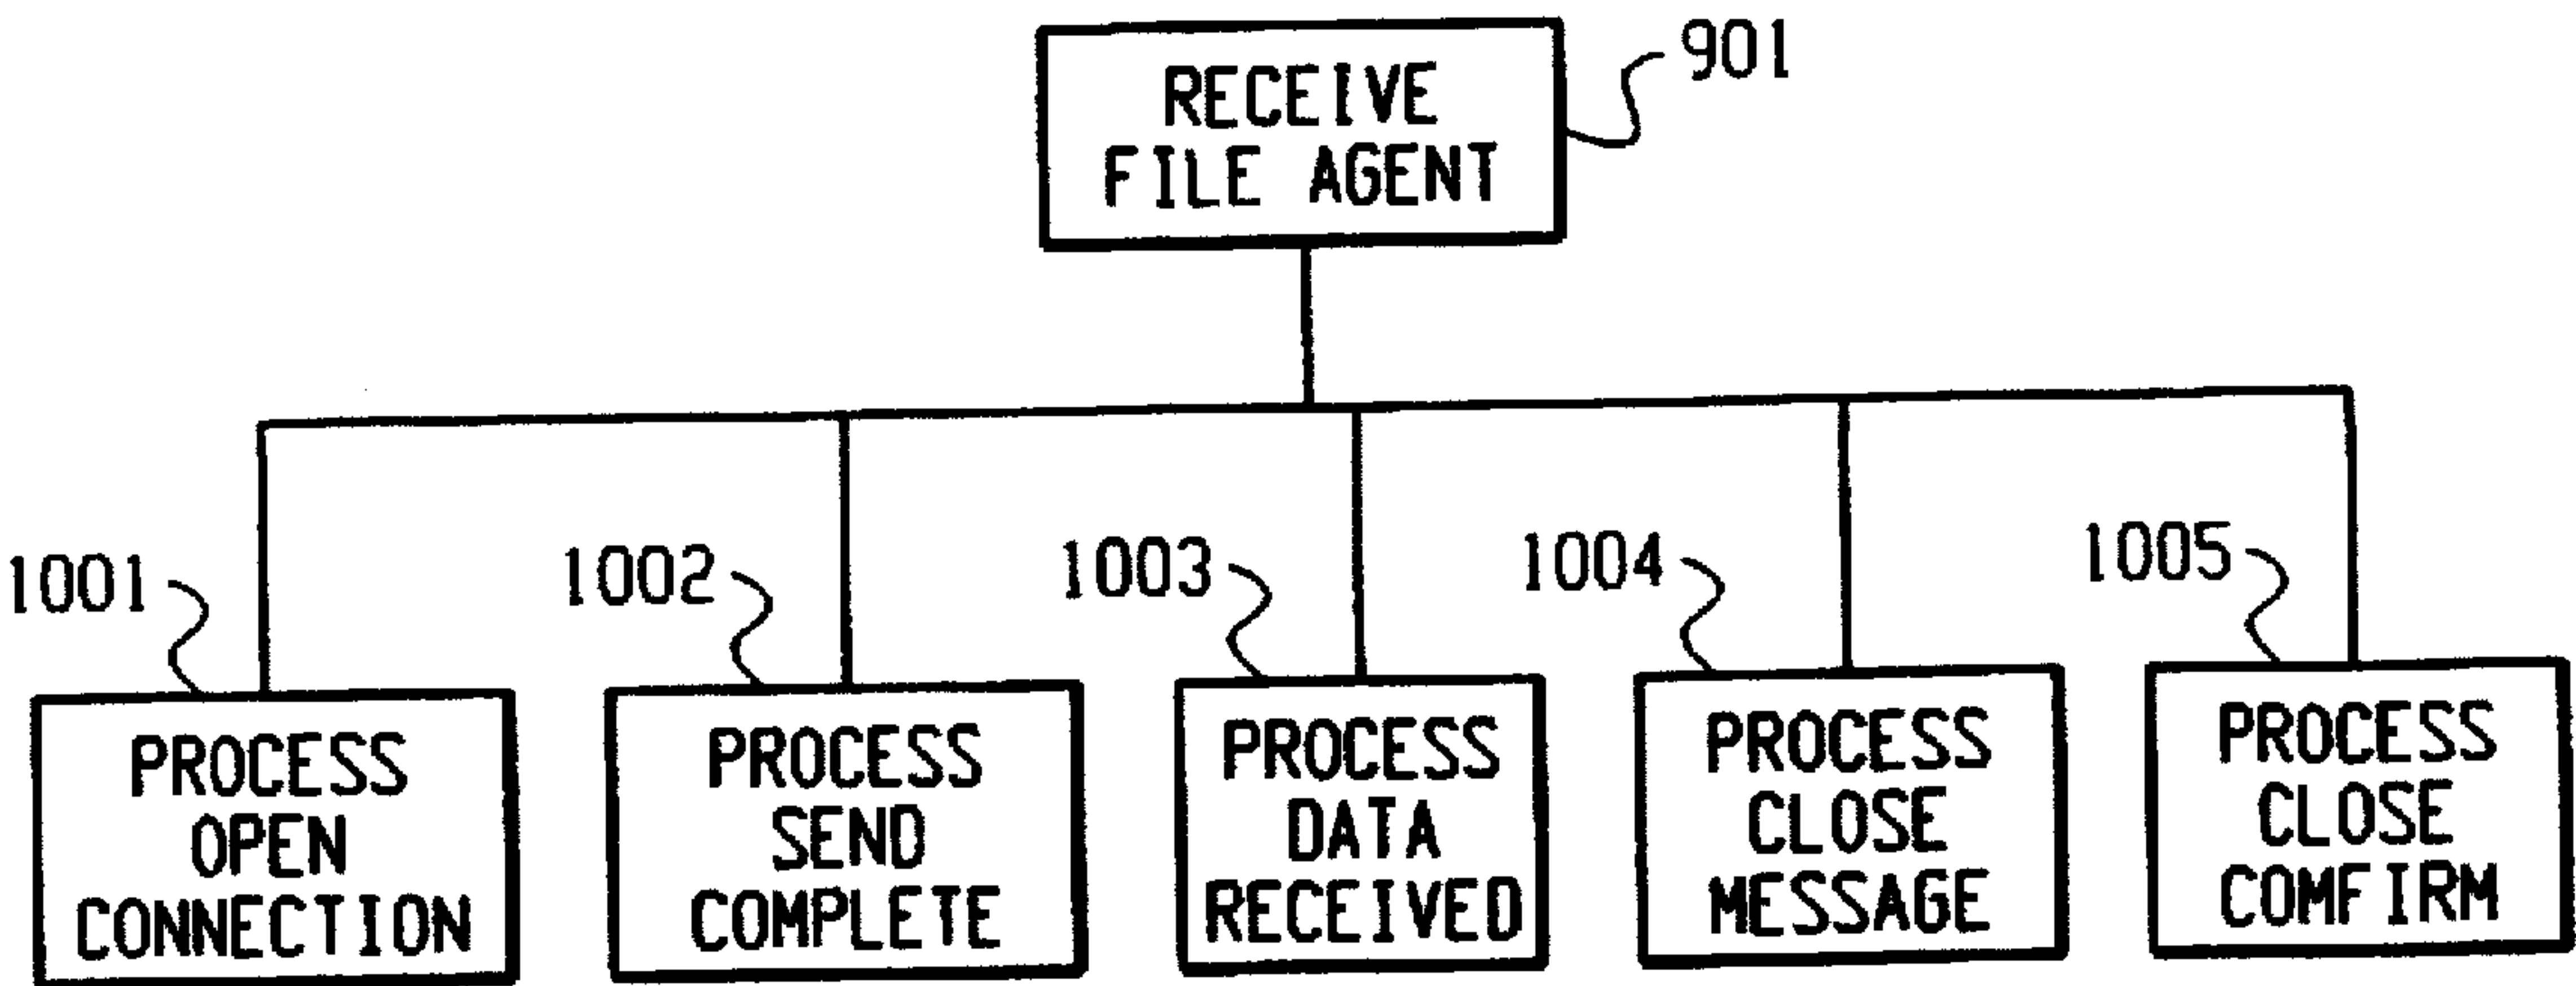 RECEIVE
FILE AGENT
901
1001
1002
1003
1004
1005
PROCESS
OPEN
CONNECTION
PROCESS
SEND
COMPLETE
PROCESS
DATA
RECEIVED
PROCESS
CLOSE
MESSAGE
PROCESS
CLOSE
COMFIRM